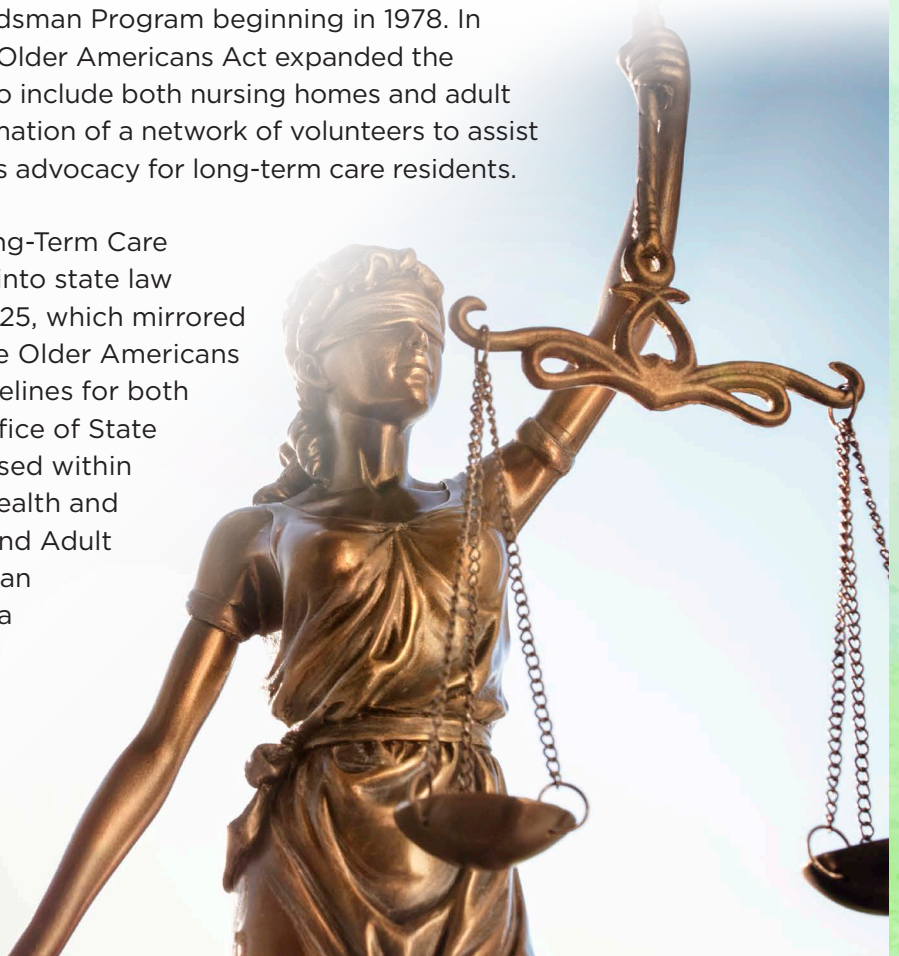 dsman Program beginning in 1978. In
Older Americans Act expanded the
o include both nursing homes and adult
nation of a network of volunteers to assist
s advocacy for long-term care residents.
ng-Term Care
into state law
25, which mirrored
e Older Americans
elines for both
fice of State
sed within
ealth and
nd Adult
an
a